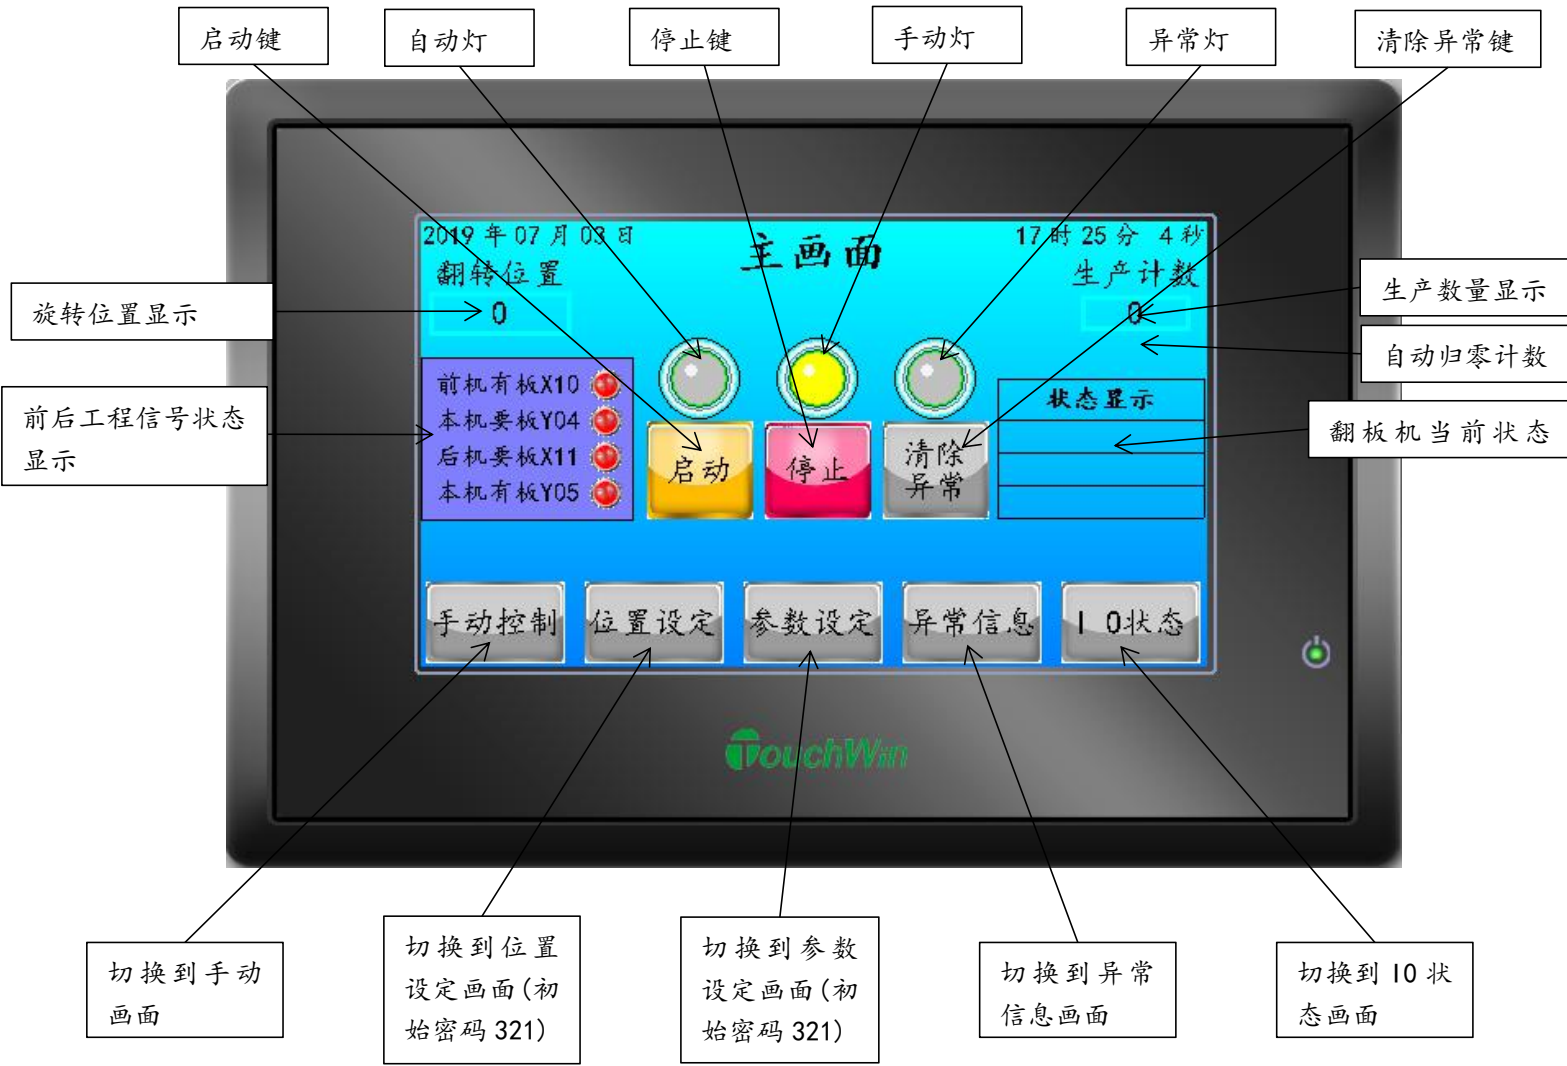 启动键
自动灯
停止键
手动灯
异常灯
清除异常键
2019 年 07 月 03 日
主画面
17 时 25 分 4 秒
翻转位置
生产计数
0
0
旋转位置显示
生产数量显示
自动归零计数
前后工程信号状态
显示
翻板机当前状态
前机有板X10
本机要板Y04
后机要板X11
本机有板Y05
状态显示
启动
停止
清除
异常
手动控制
位置设定
参数设定
异常信息
I O状态
TouchWin
切换到手动
画面
切换到位置
设定画面(初
始密码 321)
切换到参数
设定画面(初
始密码 321)
切换到异常
信息画面
切换到 IO 状
态画面